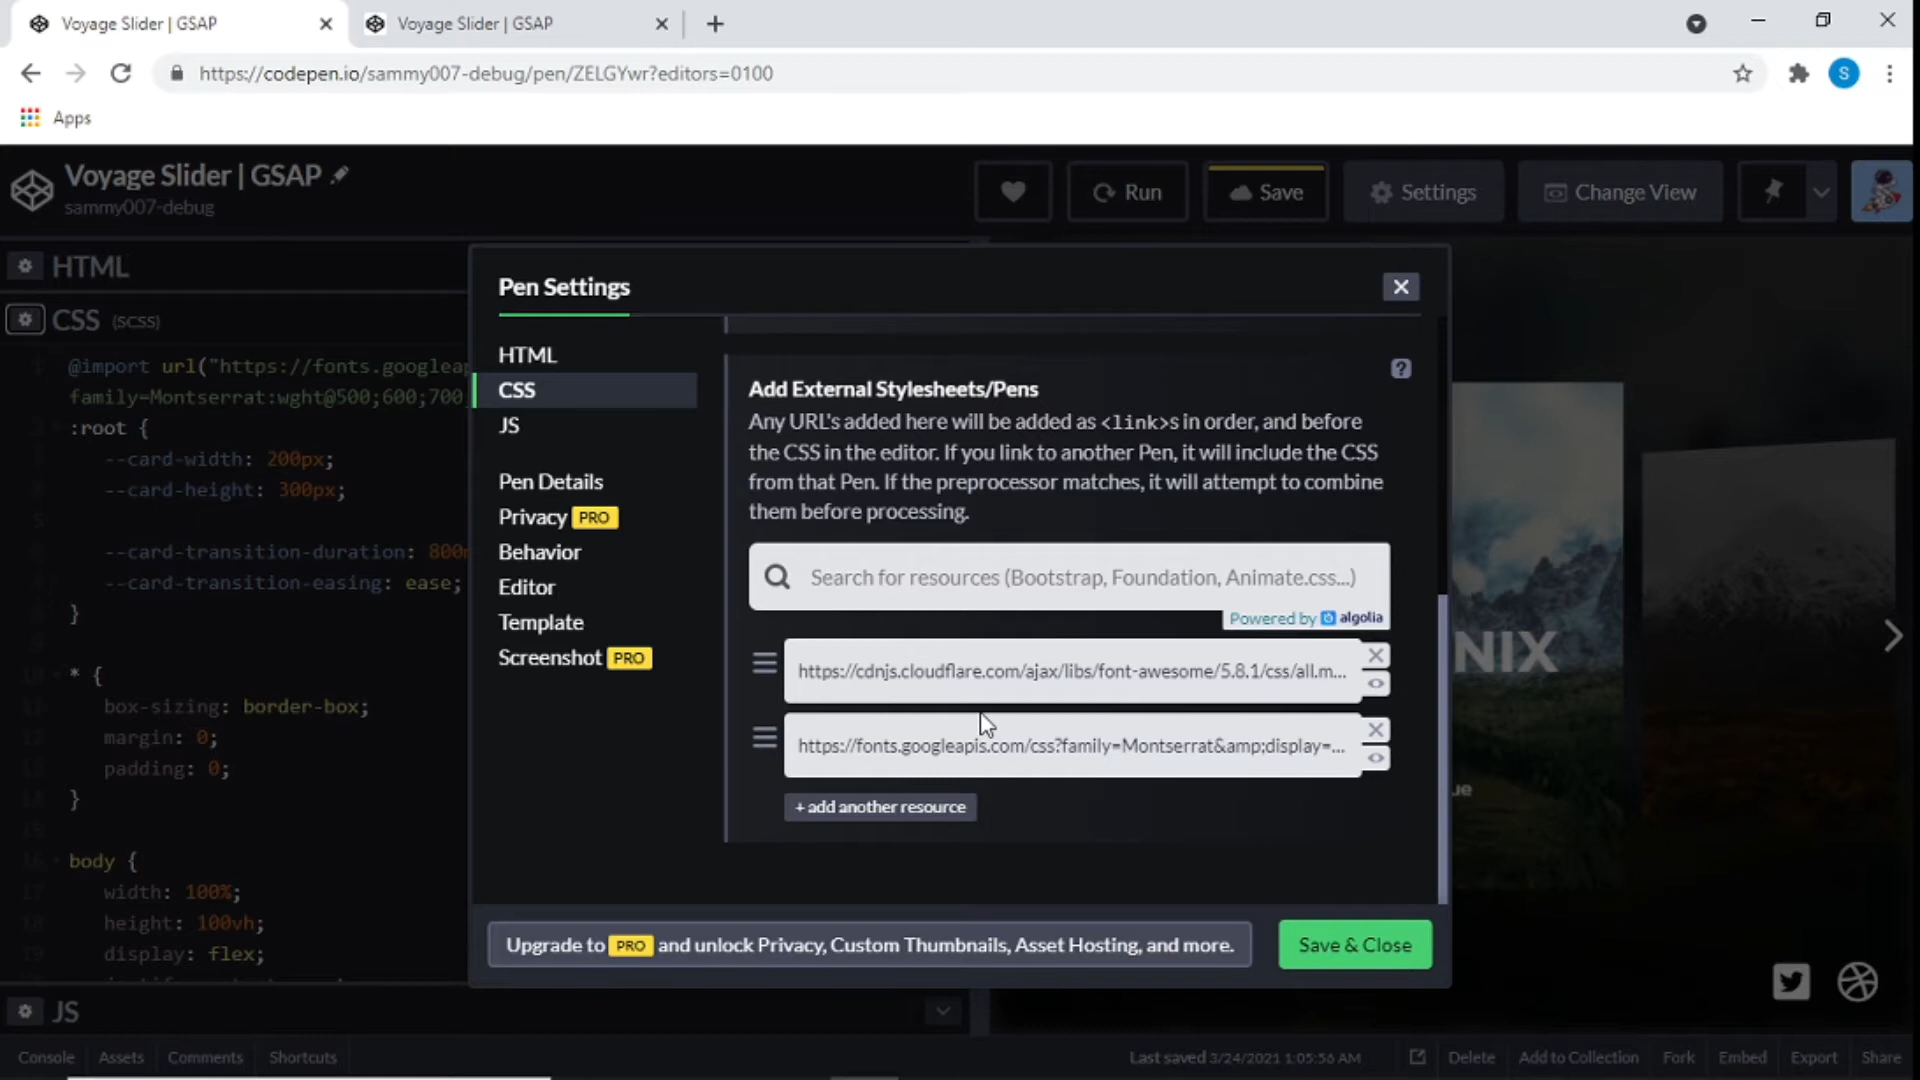 Voyage Slider | GSAP
Voyage Slider | GSAP
https://codepen.io/sammy007-debug/pen/ZELGYwr?editors=0100
S
Apps
Voyage Slider | GSAP
sammy007-debug
Run
Save
Settings
Change View
HTML
CSS (SCSS)
@import url("https://fonts.googleap
family=Montserrat:wght@500;600;700
:root {
--card-width: 200px;
--card-height: 300px;
--card-transition-duration: 800m
--card-transition-easing: ease;
}
* {
box-sizing: border-box;
margin: 0;
padding: 0;
}
body {
width: 100%;
height: 100vh;
display: flex;
JS
Pen Settings
HTML
CSS
JS
Pen Details
Privacy PRO
Behavior
Editor
Template
Screenshot PRO
Add External Stylesheets/Pens
?
Any URL's added here will be added as <link>s in order, and before
the CSS in the editor. If you link to another Pen, it will include the CSS
from that Pen. If the preprocessor matches, it will attempt to combine
them before processing.
Search for resources (Bootstrap, Foundation, Animate.css...)
Powered by algolia
https://cdnjs.cloudflare.com/ajax/libs/font-awesome/5.8.1/css/all.m...
https://fonts.googleapis.com/css?family=Montserrat&amp;display=...
+ add another resource
Upgrade to PRO and unlock Privacy, Custom Thumbnails, Asset Hosting, and more.
Save & Close
NIX
ue
Console
Assets
Comments
Shortcuts
Last saved 3/24/2021 1:05:56 AM
Delete
Add to Collection
Fork
Embed
Export
Share